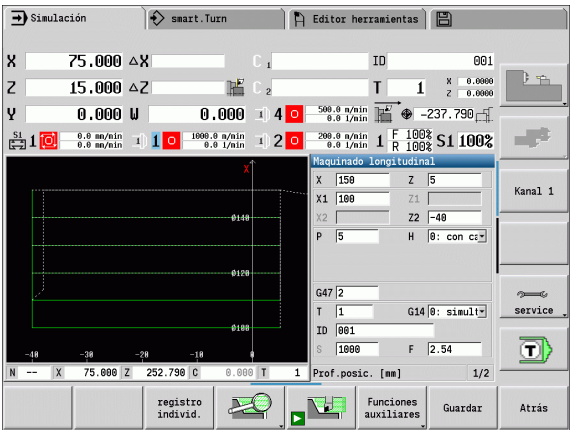 Simulación smart.Turn Editor herramientas
X 75.000 △X C 1 ID 001
Z 15.000 △Z C 2 T 1 X 0.0000 Z 0.0000
Y 0.000 W 0.000 4 500.0 m/min 0.0 1/min -237.790
S1 1 0.0 mm/min 0.0 mm/min 1 1000.0 m/min 0.0 1/min 2 200.0 m/min 0.0 1/min 1 F 100% R 100% S1 100%
X
Ø140
Ø120
Ø100
-40 -30 -20 -10 0
N -- X 75.000 Z 252.790 C 0.000 T 1
Maquinado longitudinal
X 150 Z 5
X1 100 Z1
X2 Z2 -40
P 5 H 0: con ca
G47 2
T 1 G14 0: simult
ID 001
S 1000 F 2.54
Prof.posic. [mm] 1/2
Kanal 1
service
T
registro individ.
Funciones auxiliares
Guardar
Atrás